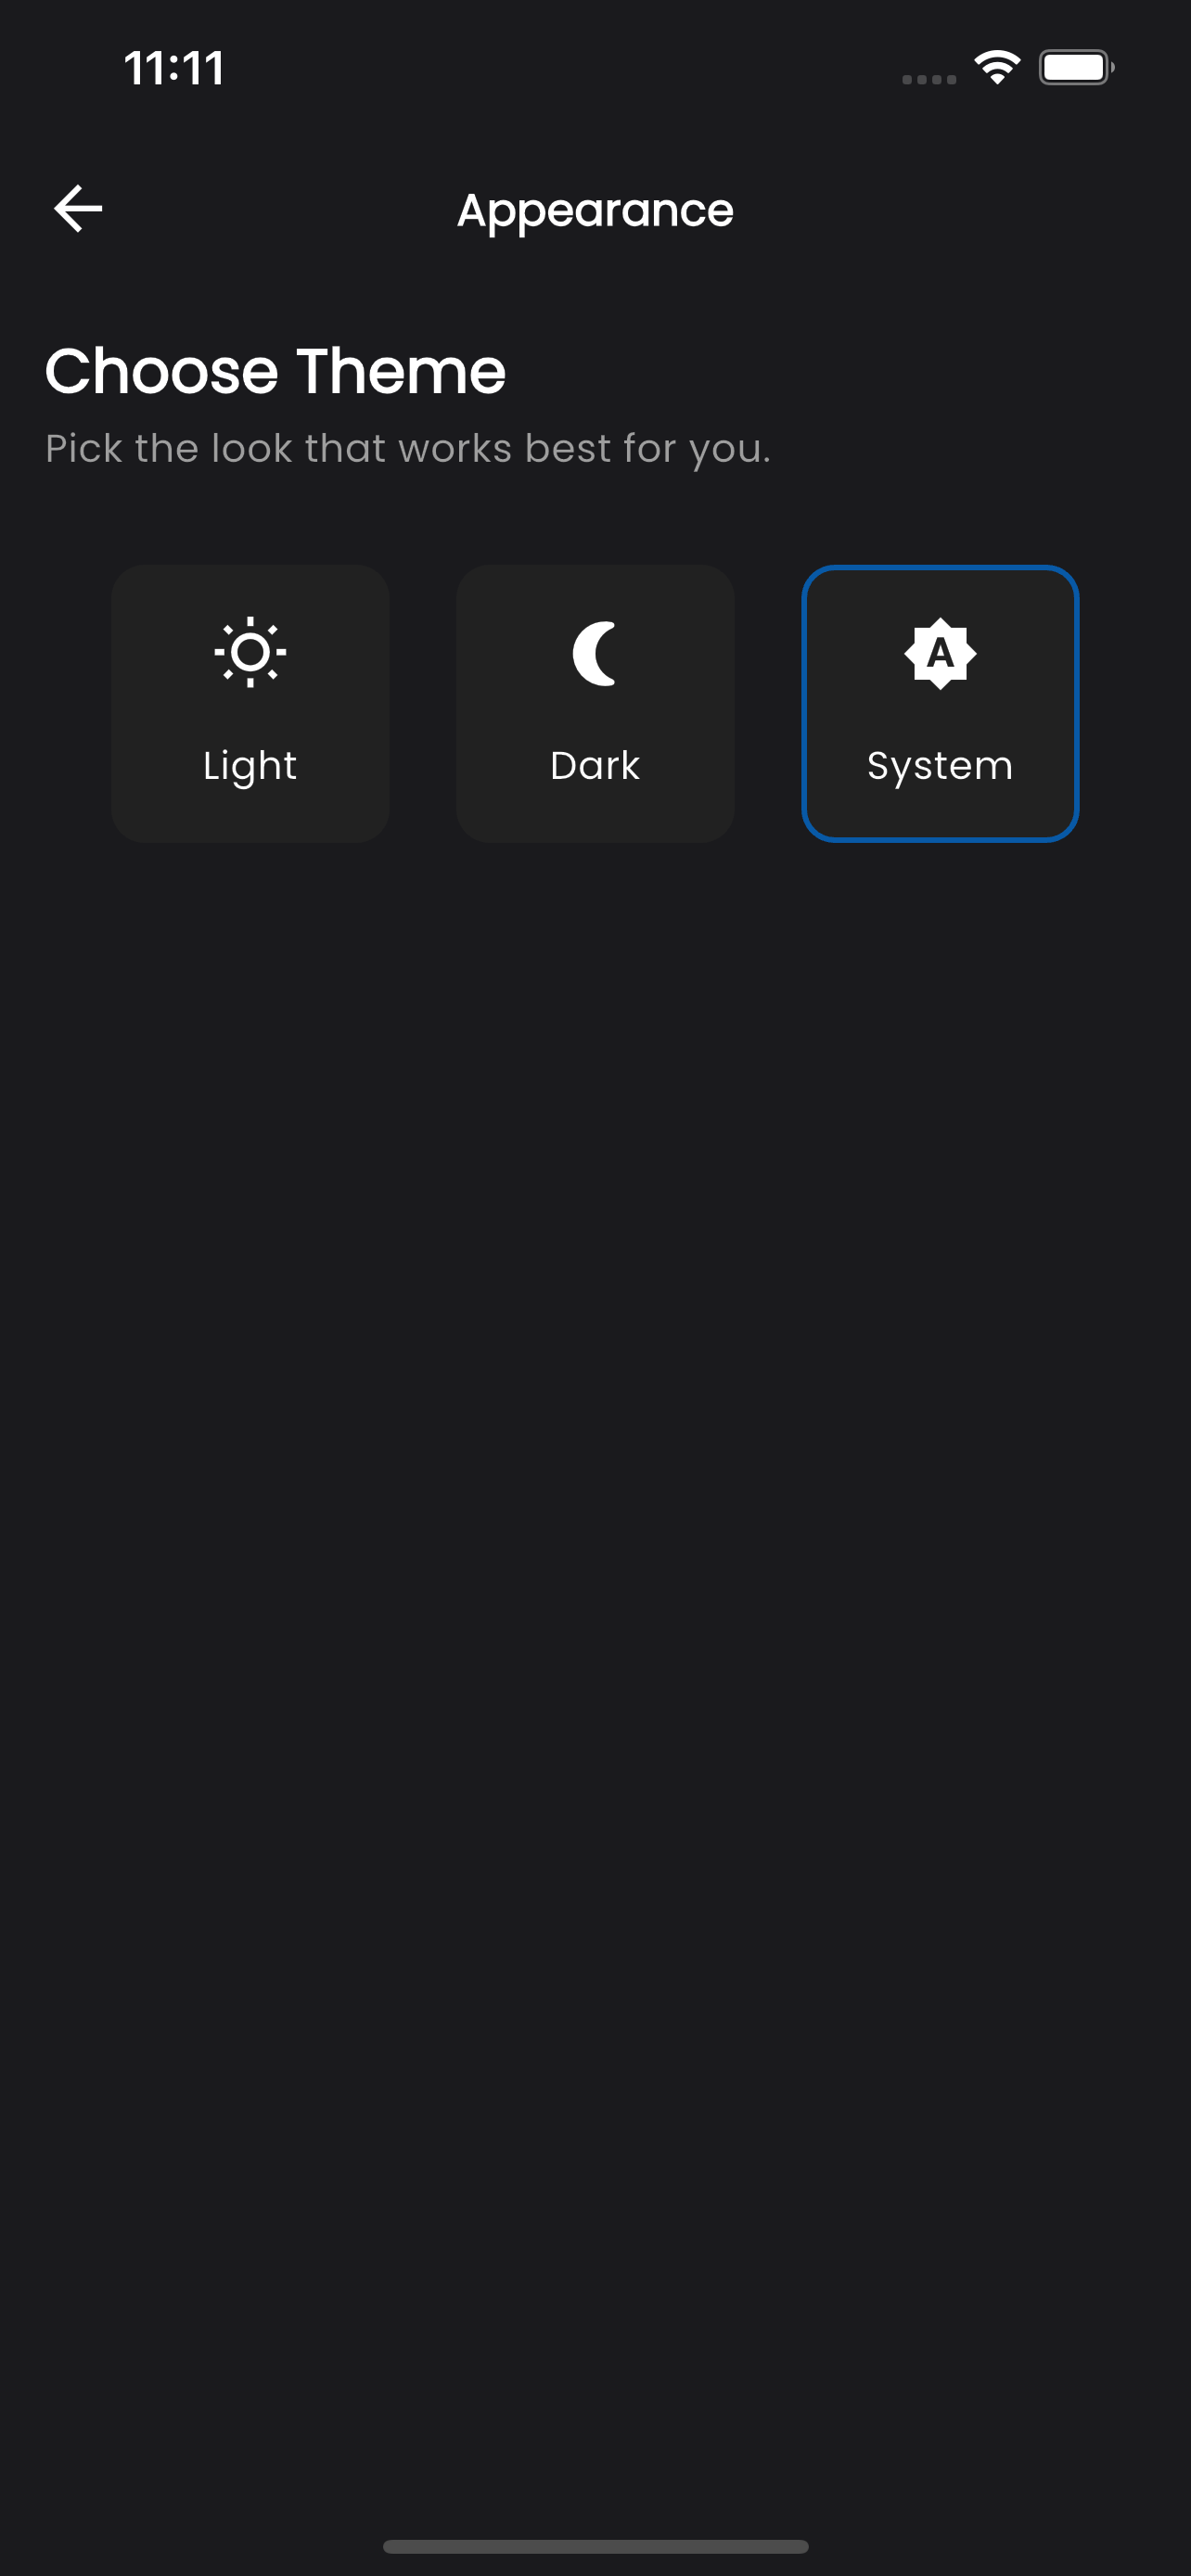 11:11
Appearance
Choose Theme
Pick the look that works best for you.
A
Light
Dark
System